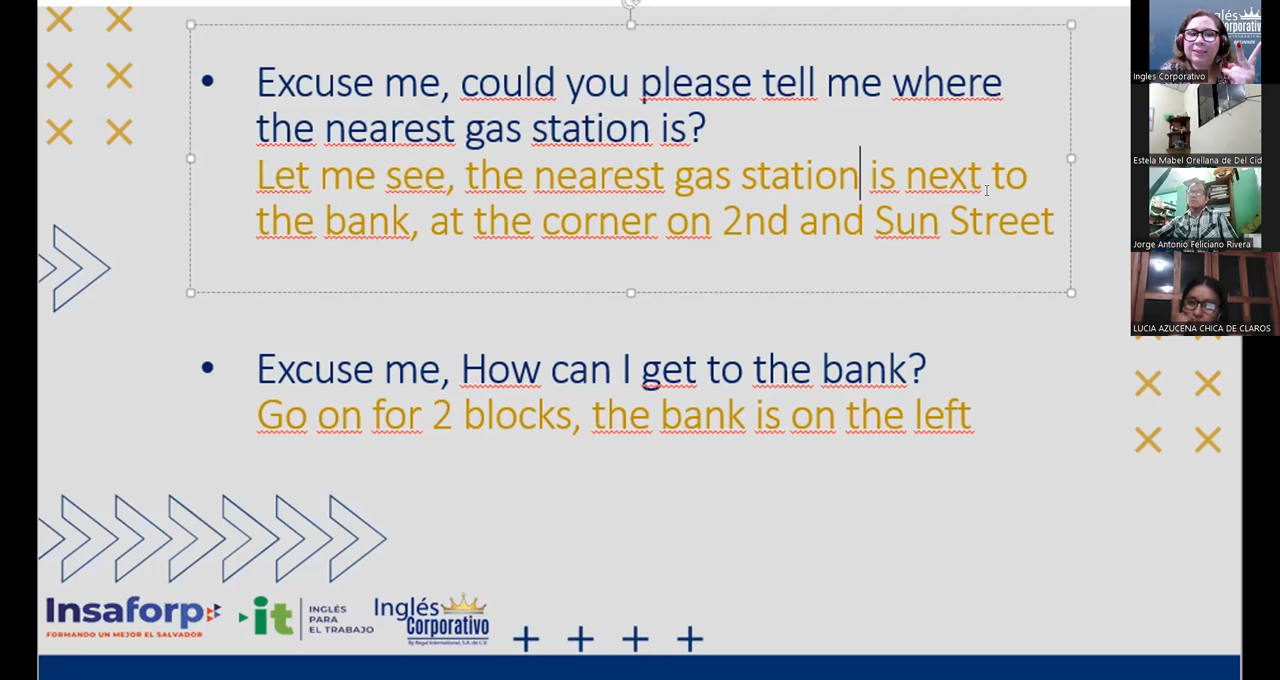 Excuse me, could you please tell me where
the nearest gas station is?
Let me see, the nearest gas station is next to
the bank, at the corner on 2nd and Sun Street
Excuse me, How can I get to the bank?
Go on for 2 blocks, the bank is on the left
Insaforp
FORMANDO UN MEJOR EL SALVADOR
it
INGLÉS
PARA
EL TRABAJO
Inglés
Corporativo
By Regal International, S.A. de C.V.
Ingles Corporativo
Estela Mabel Orellana de Del Cid
Jorge Antonio Feliciano Rivera
LUCIA AZUCENA CHICA DE CLAROS